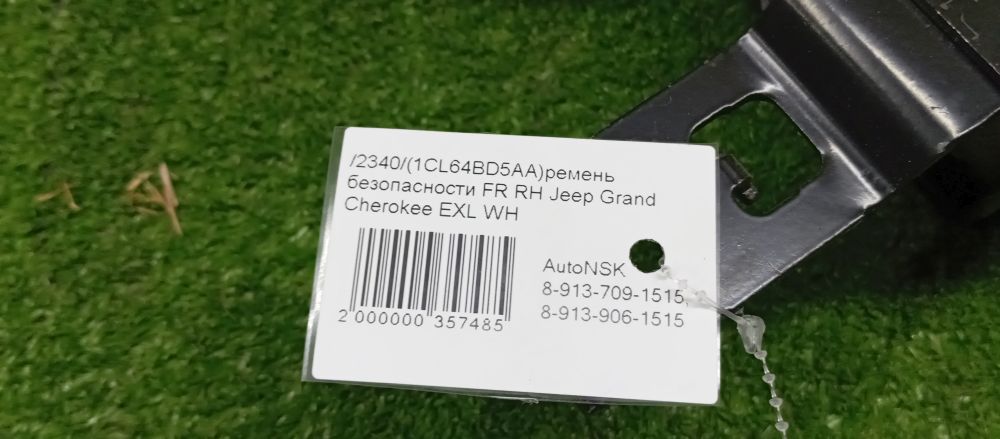 /2340/(1CL64BD5AA)ремень
безопасности FR RH Jeep Grand
Cherokee EXL WH
AutoNSK
8-913-709-1515,
8-913-906-1515
2 000000 357485